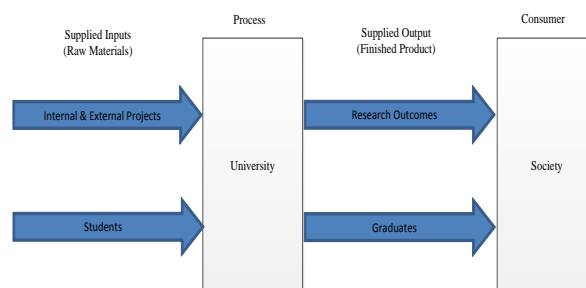 Supplied Inputs
(Raw Materials)
Process
Supplied Output
(Finished Product)
Consumer
Internal & External Projects
Research Outcomes
University
Society
Students
Graduates